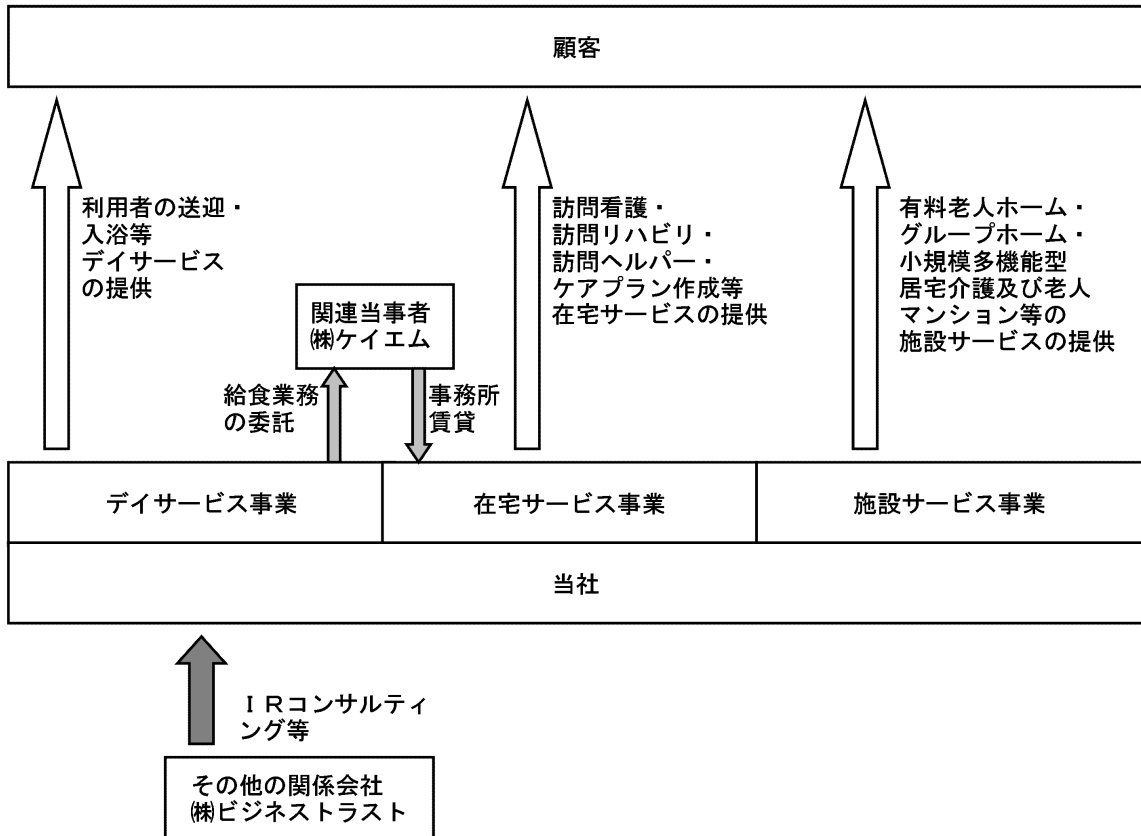 顧客
利用者の送迎・
入浴等
デイサービス
の提供
訪問看護・
訪問リハビリ・
訪問ヘルパー・
ケアプラン作成等
在宅サービスの提供
有料老人ホーム・
グループホーム・
小規模多機能型
居宅介護及び老人
マンション等の
施設サービスの提供
関連当事者
㈱ケイエム
給食業務
の委託
事務所
賃貸
デイサービス事業
在宅サービス事業
施設サービス事業
当社
ＩＲコンサルティ
ング等
その他の関係会社
㈱ビジネストラスト